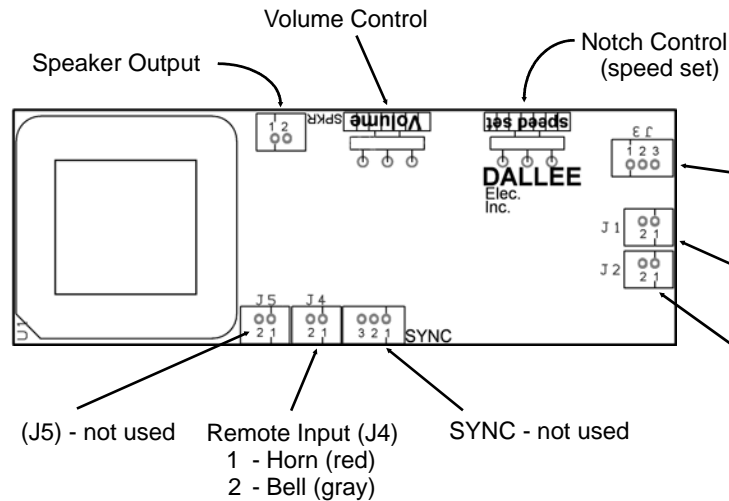 Volume Control
Notch Control
(speed set)
Speaker Output
1 2
SPKR
Volume
speed set
J3
1 2 3
DALLEE
Elec.
Inc.
J1
2 1
J2
2 1
U1
J5
2 1
J4
2 1
3 2 1
SYNC
(J5) - not used
Remote Input (J4)
1 - Horn (red)
2 - Bell (gray)
SYNC - not used